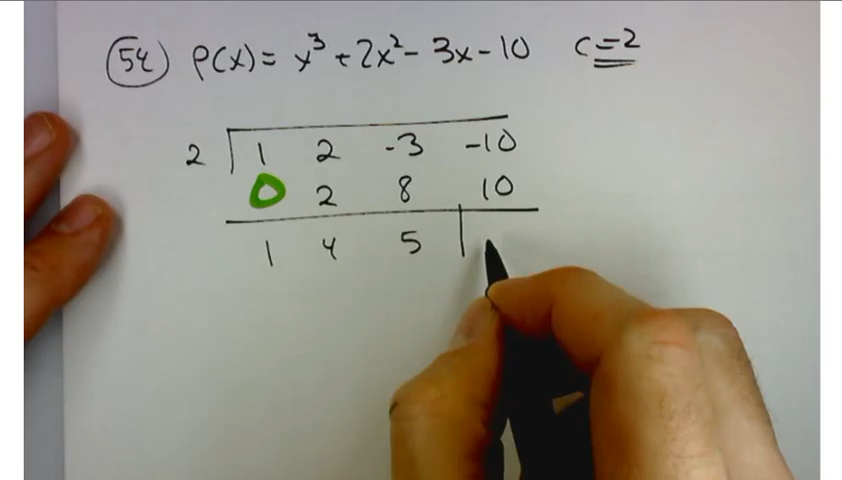 54 P(x) = x³ + 2x² - 3x - 10 c = 2
2 | 1 2 -3 -10
0 2 8 10
1 4 5 |